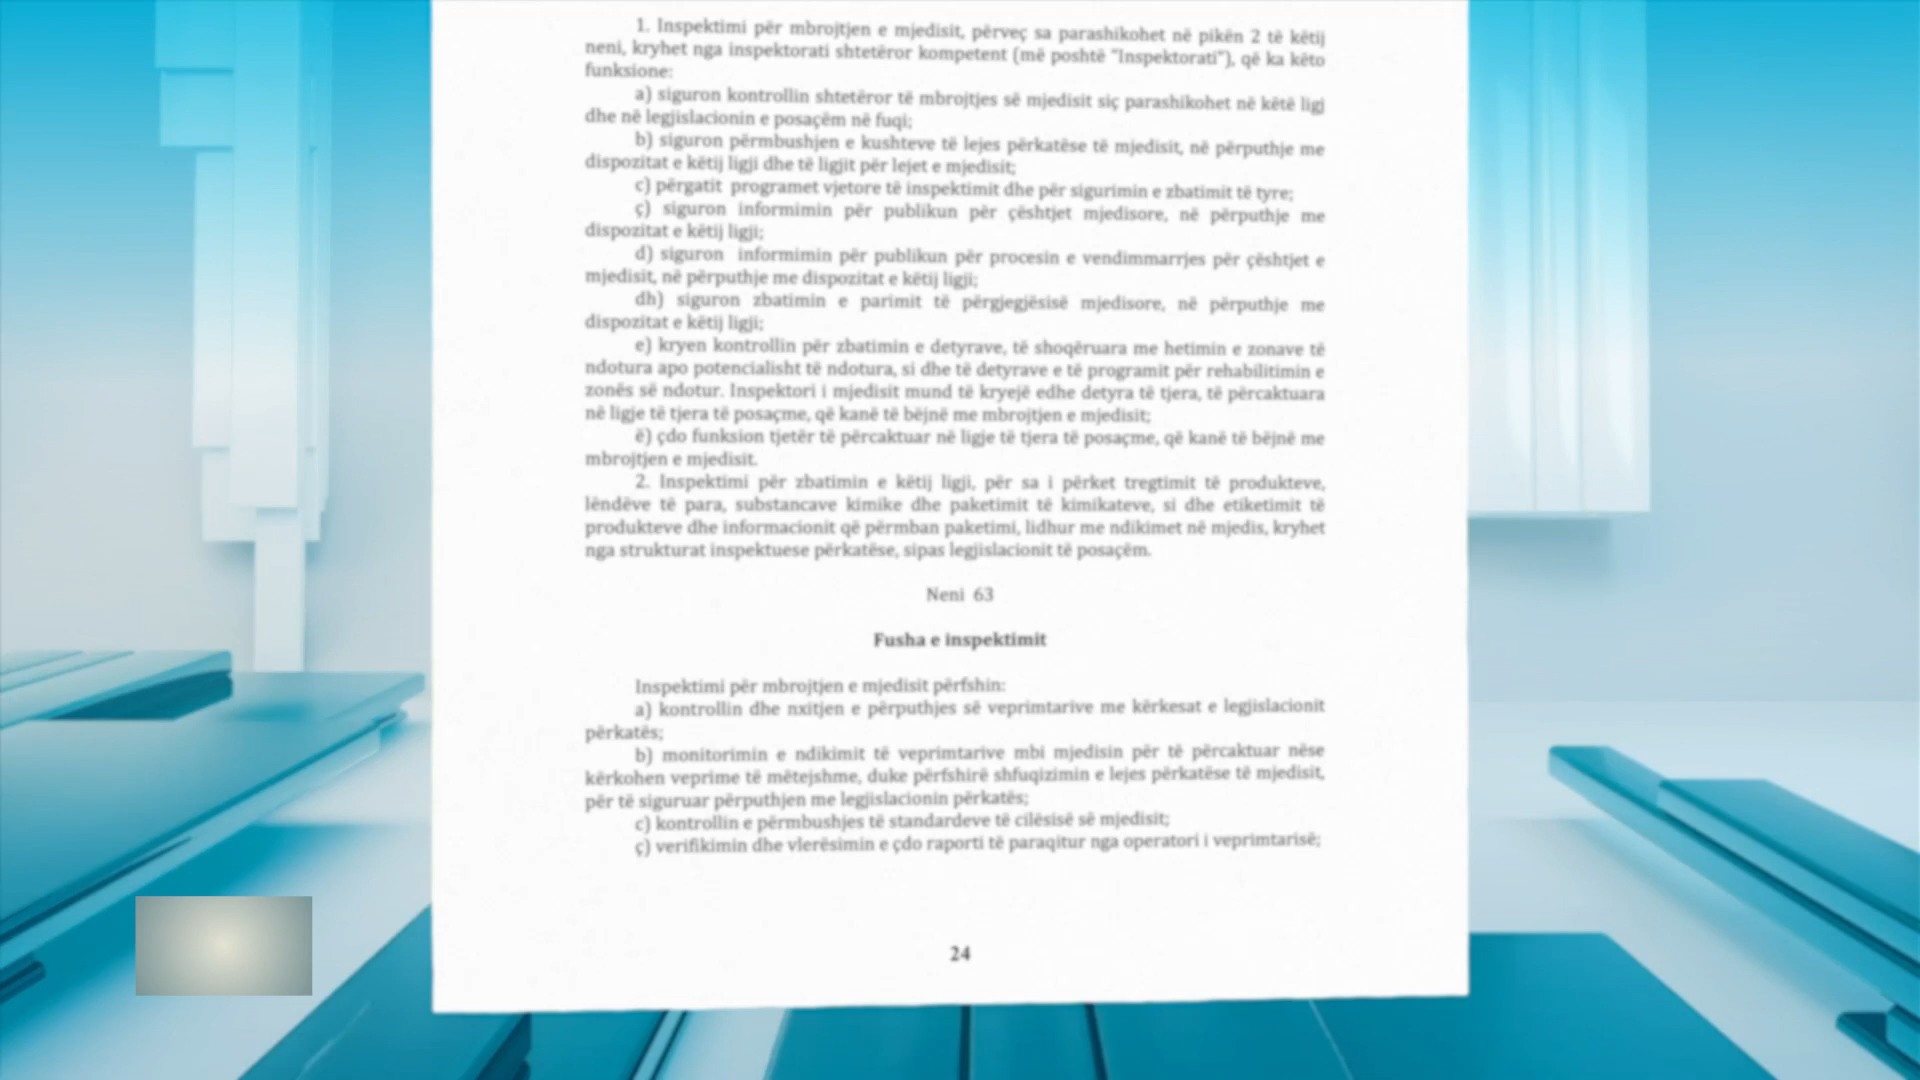 1. Inspektimi për mbrojtjen e mjedisit, përveç sa parashikohet në pikën 2 të këtij
neni, kryhet nga inspektorati shtetëror kompetent (më poshtë "Inspektorati"), që ka këto
funksione:
a) siguron kontrollin shtetëror të mbrojtjes së mjedisit siç parashikohet në këtë ligj
dhe në legjislacionin e posaçëm në fuqi;
b) siguron përmbushjen e kushteve të lejes përkatëse të mjedisit, në përputhje me
dispozitat e këtij ligji dhe të ligjit për lejet e mjedisit;
c) përgatit programet vjetore të inspektimit dhe për sigurimin e zbatimit të tyre;
ç) siguron informimin për publikun për çështjet mjedisore, në përputhje me
dispozitat e këtij ligji;
d) siguron informimin për publikun për procesin e vendimmarrjes për çështjet e
mjedisit, në përputhje me dispozitat e këtij ligji;
dh) siguron zbatimin e parimit të përgjegjësisë mjedisore, në përputhje me
dispozitat e këtij ligji;
e) kryen kontrollin për zbatimin e detyrave, të shoqëruara me hetimin e zonave të
ndotura apo potencialisht të ndotura, si dhe të detyrave e të programit për rehabilitimin e
zonës së ndotur. Inspektori i mjedisit mund të kryejë edhe detyra të tjera, të përcaktuara
në ligje të tjera të posaçme, që kanë të bëjnë me mbrojtjen e mjedisit;
ë) çdo funksion tjetër të përcaktuar në ligje të tjera të posaçme, që kanë të bëjnë me
mbrojtjen e mjedisit.
2. Inspektimi për zbatimin e këtij ligji, për sa i përket tregtimit të produkteve,
lëndëve të para, substancave kimike dhe paketimit të kimikateve, si dhe etiketimit të
produkteve dhe informacionit që përmban paketimi, lidhur me ndikimet në mjedis, kryhet
nga strukturat inspektuese përkatëse, sipas legjislacionit të posaçëm.
Neni 63
Fusha e inspektimit
Inspektimi për mbrojtjen e mjedisit përfshin:
a) kontrollin dhe nxitjen e përputhjes së veprimtarive me kërkesat e legjislacionit
përkatës;
b) monitorimin e ndikimit të veprimtarive mbi mjedisin për të përcaktuar nëse
kërkohen veprime të mëtejshme, duke përfshirë shfuqizimin e lejes përkatëse të mjedisit,
për të siguruar përputhjen me legjislacionin përkatës;
c) kontrollin e përmbushjes të standardeve të cilësisë së mjedisit;
ç) verifikimin dhe vlerësimin e çdo raporti të paraqitur nga operatori i veprimtarisë;
24